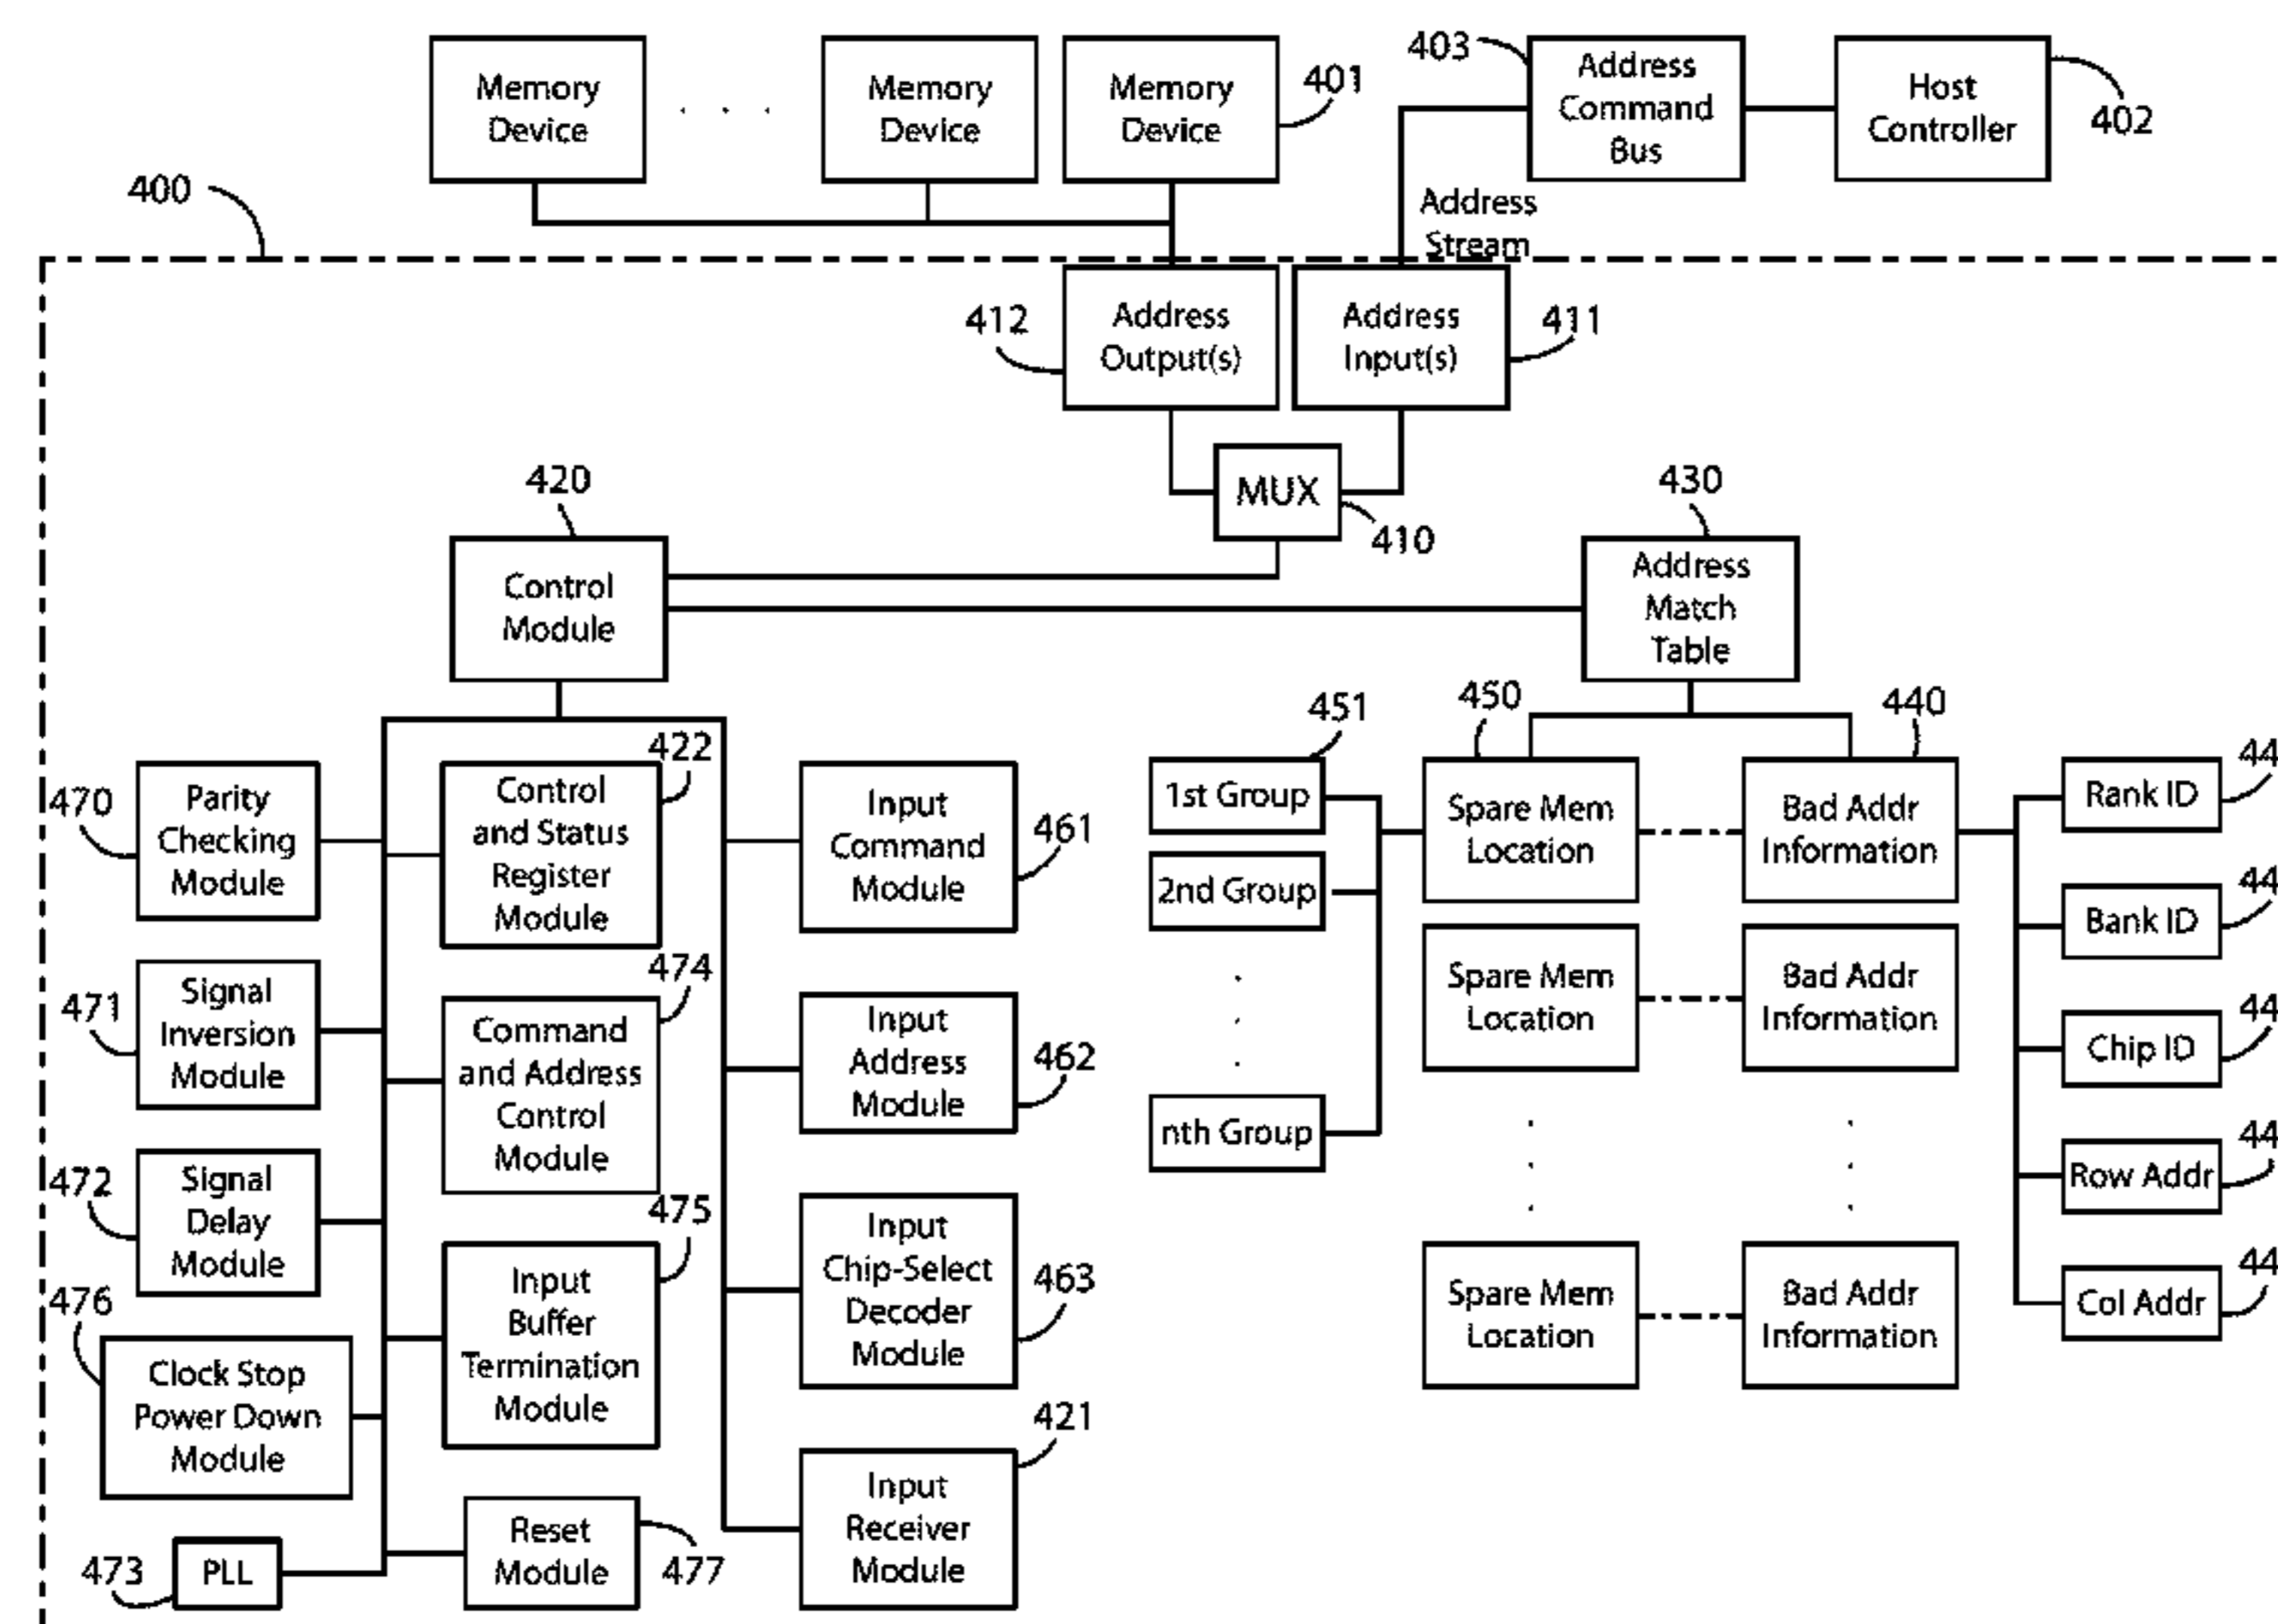 Memory
Device
. . .
Memory
Device
Memory
Device
401
403
Address
Command
Bus
Host
Controller
402
400
Address
Stream
412
Address
Output(s)
Address
Input(s)
411
MUX
410
420
Control
Module
430
Address
Match
Table
470
Parity
Checking
Module
422
Control
and Status
Register
Module
Input
Command
Module
461
471
Signal
Inversion
Module
474
Command
and Address
Control
Module
Input
Address
Module
462
472
Signal
Delay
Module
475
Input
Buffer
Termination
Module
Input
Chip-Select
Decoder
Module
463
476
Clock Stop
Power Down
Module
473
PLL
Reset
Module
477
421
Input
Receiver
Module
451
1st Group
2nd Group
nth Group
450
Spare Mem
Location
Spare Mem
Location
Spare Mem
Location
440
Bad Addr
Information
Bad Addr
Information
Bad Addr
Information
Rank ID
44
Bank ID
44
Chip ID
44
Row Addr
44
Col Addr
44